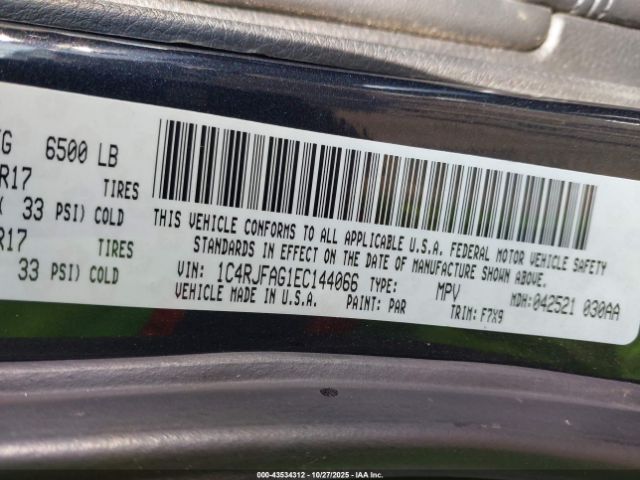 6500 LB
R17 TIRES
33 PSI) COLD
R17 TIRES
33 PSI) COLD
THIS VEHICLE CONFORMS TO ALL APPLICABLE U.S.A. FEDERAL MOTOR VEHICLE SAFETY
STANDARDS IN EFFECT ON THE DATE OF MANUFACTURE SHOWN ABOVE.
VIN: 1C4RJFAG1EC144066 TYPE: MPV MDH: 042521 030AA
VEHICLE MADE IN U.S.A. PAINT: PAR TRIM: F7X9
000-43534312 - 10/27/2025 - IAA Inc.